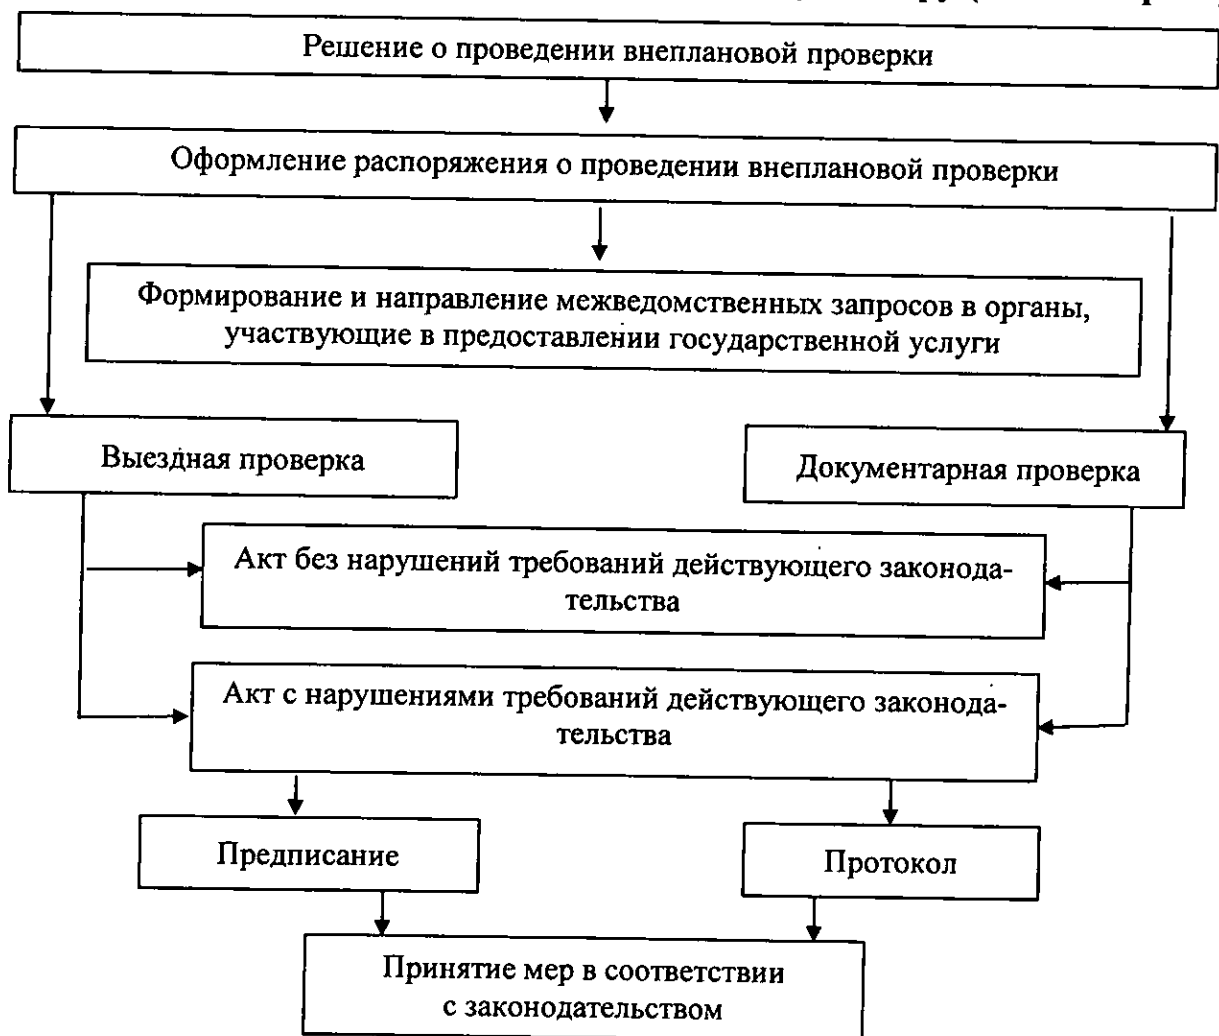 Решение о проведении внеплановой проверки
Оформление распоряжения о проведении внеплановой проверки
Формирование и направление межведомственных запросов в органы,
участвующие в предоставлении государственной услуги
Выездная проверка
Документарная проверка
Акт без нарушений требований действующего законода-
тельства
Акт с нарушениями требований действующего законода-
тельства
Предписание
Протокол
Принятие мер в соответствии
с законодательством